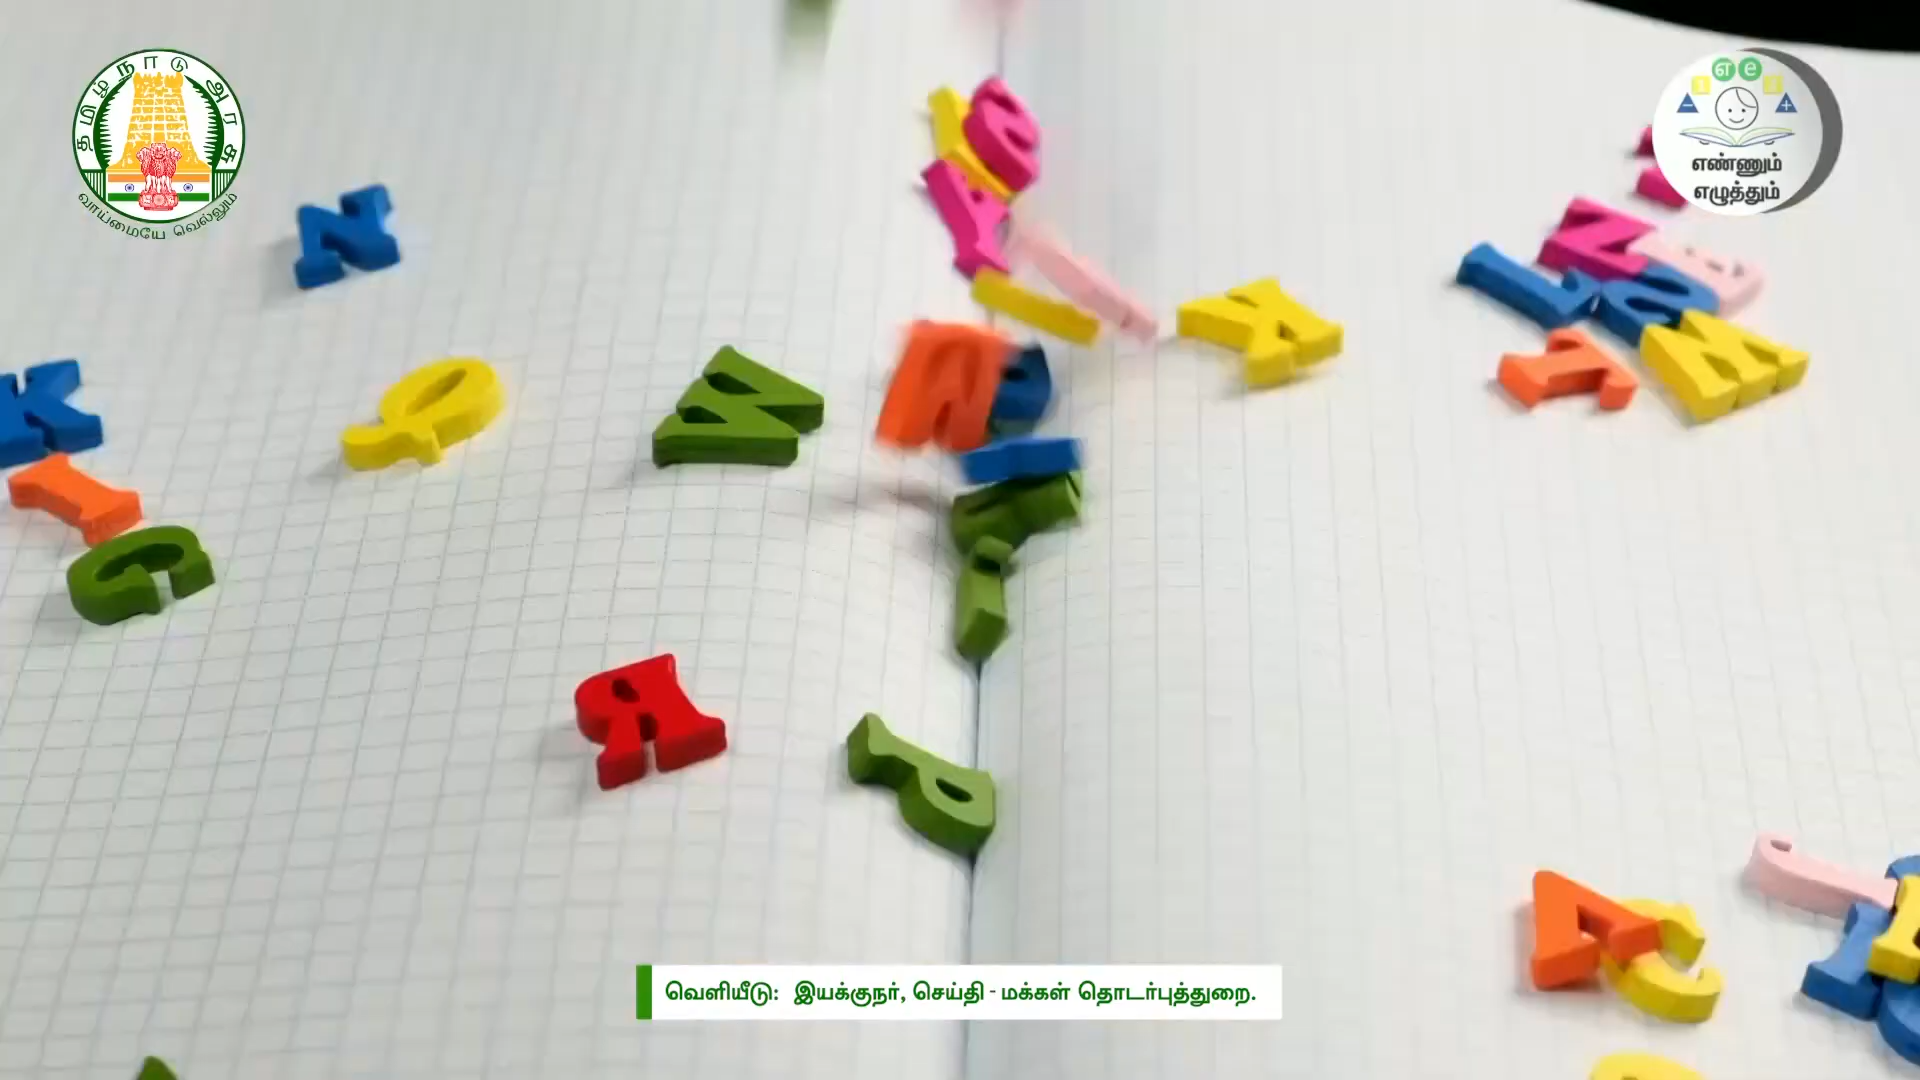 தமிழ்நாடு அரசு
வாய்மையே வெல்லும்
எ e
எண்ணும்
எழுத்தும்
N
K
Q
W
X
I
C
R
P
L
N
W
A
C
வெளியீடு: இயக்குநர், செய்தி - மக்கள் தொடர்புத்துறை.